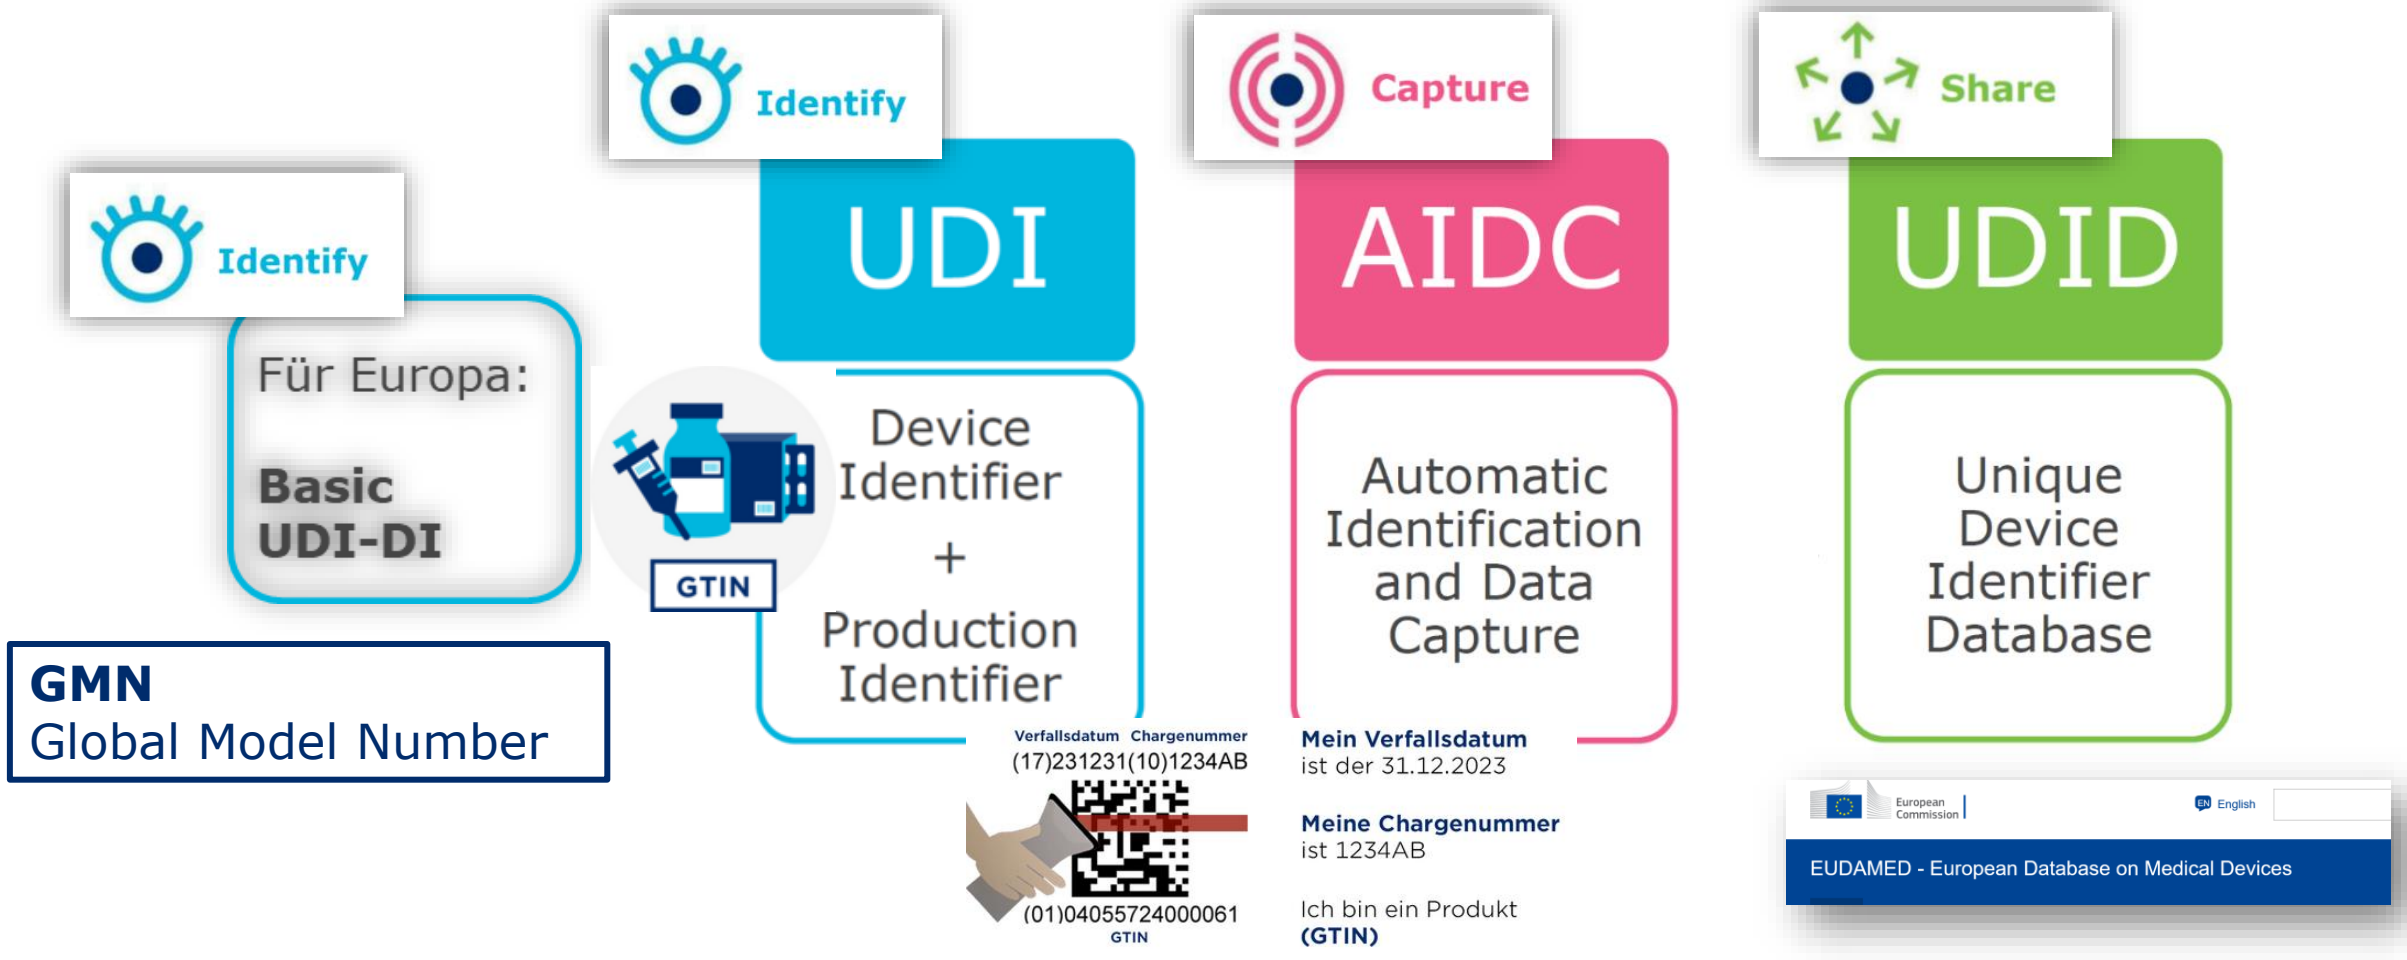 Identify
Für Europa:
Basic
UDI-DI
GMN
Global Model Number
Identify
UDI
GTIN
Device
Identifier
+
Production
Identifier
Capture
AIDC
Automatic
Identification
and Data
Capture
Share
UDID
Unique
Device
Identifier
Database
Verfallsdatum Chargenummer
(17)231231(10)1234AB
(01)04055724000061
GTIN
Mein Verfallsdatum
ist der 31.12.2023
Meine Chargenummer
ist 1234AB
Ich bin ein Produkt
(GTIN)
European
Commission
EN English
EUDAMED - European Database on Medical Devices